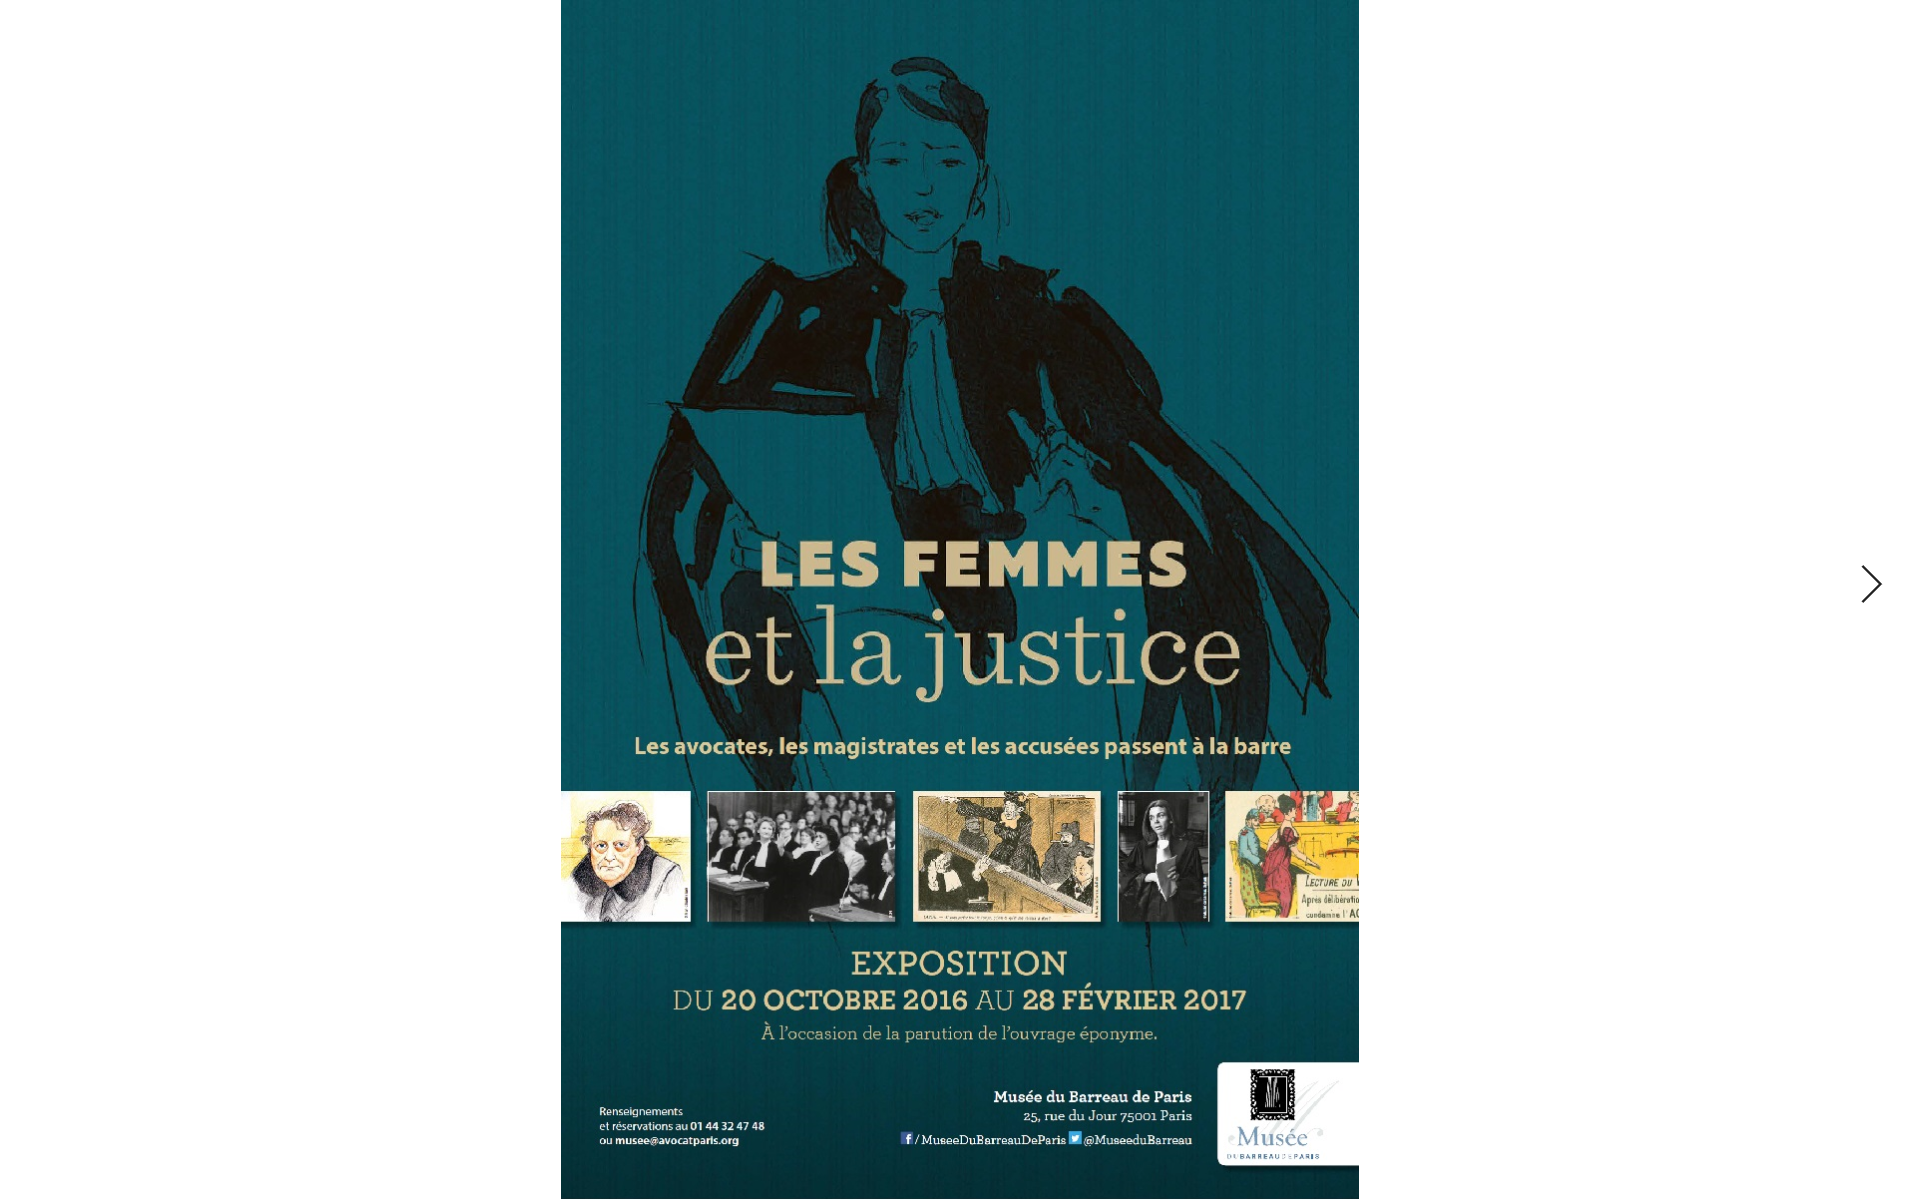 LES FEMMES
et la justice
Les avocates, les magistrates et les accusées passent à la barre
LECTURE DU
Après délibératio
condamne l'AC
EXPOSITION
DU 20 OCTOBRE 2016 AU 28 FÉVRIER 2017
À l'occasion de la parution de l'ouvrage éponyme.
Renseignements
et réservations au 01 44 32 47 48
ou musee@avocatparis.org
Musée du Barreau de Paris
25, rue du Jour 75001 Paris
/MuseeDuBarreauDeParis @MuseeduBarreau
Musée
DU BARREAU DE PARIS